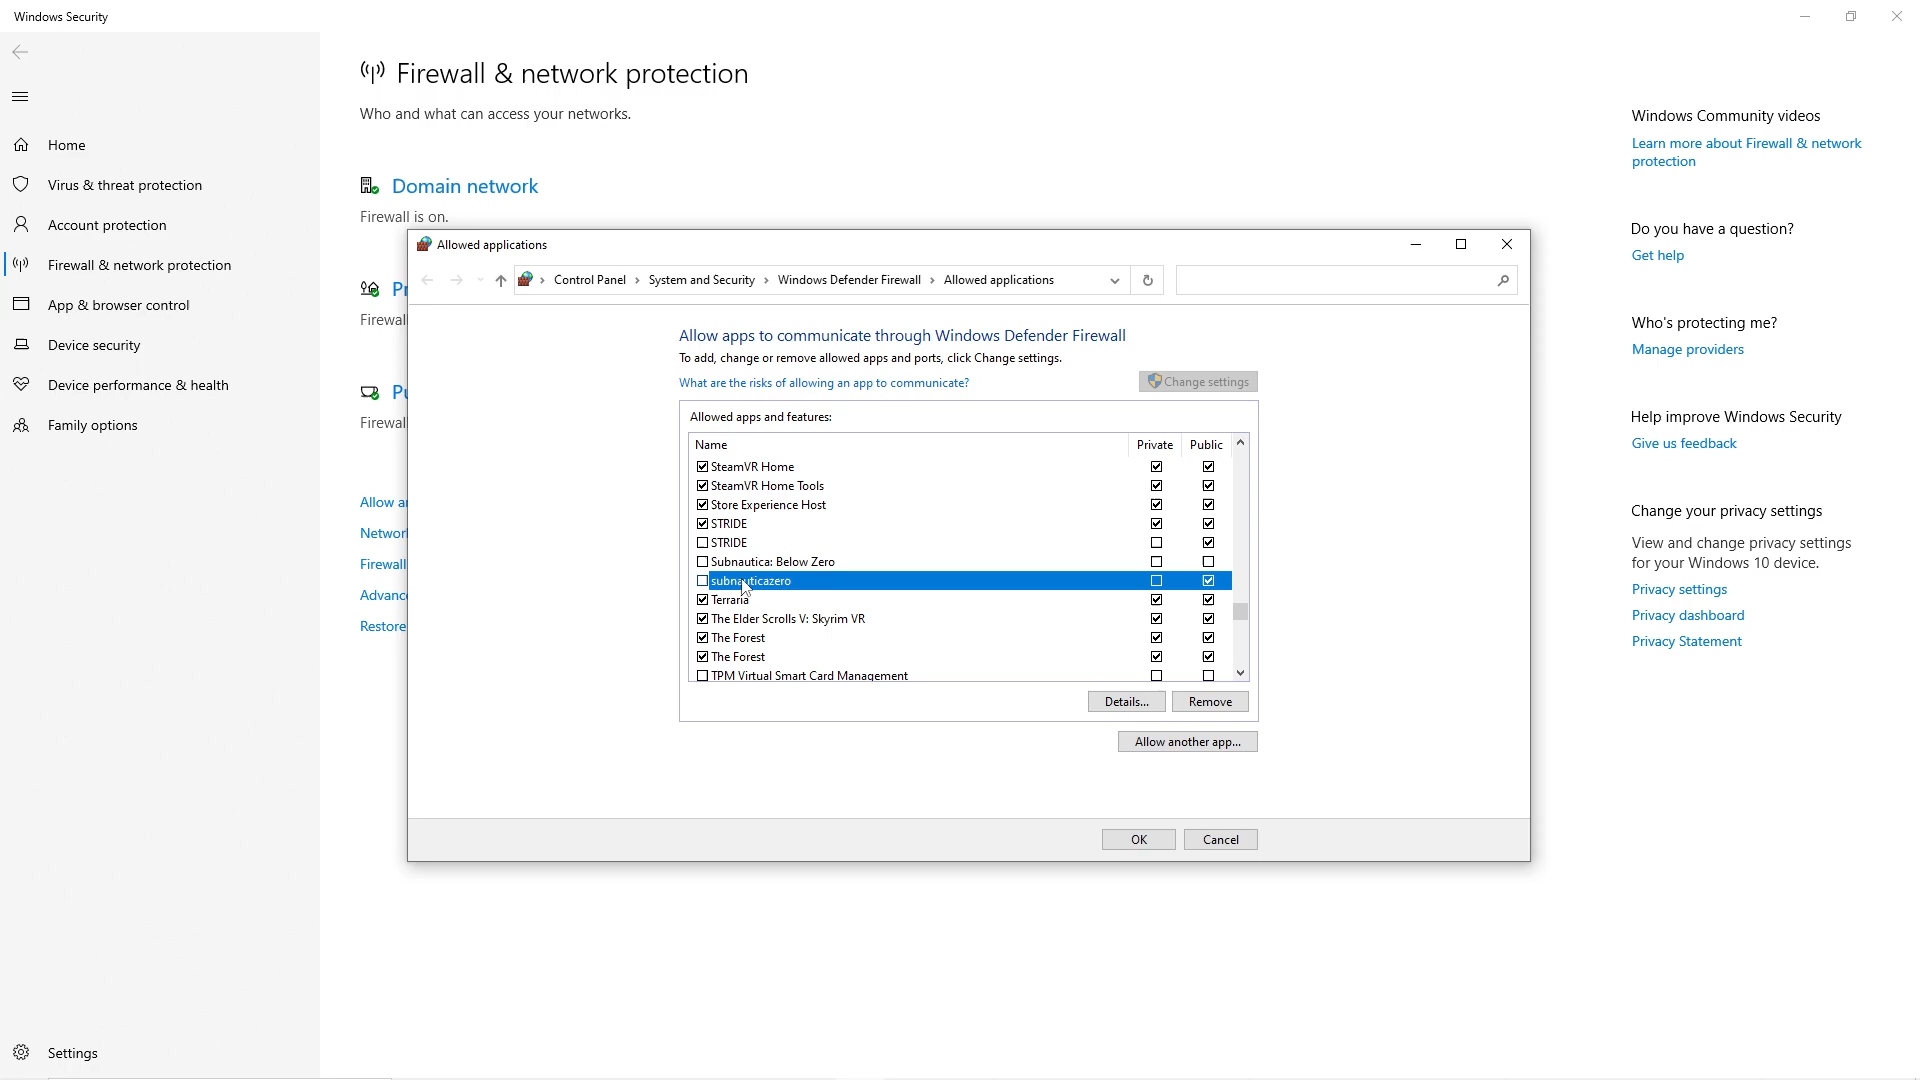 Windows Security
Home
Virus & threat protection
Account protection
Firewall & network protection
App & browser control
Device security
Device performance & health
Family options
Settings
Firewall & network protection
Who and what can access your networks.
Domain network
Firewall is on.
Pr
Firewal
Pu
Firewal
Allow a
Networ
Firewall
Advanc
Restore
Allowed applications
Control Panel
System and Security
Windows Defender Firewall
Allowed applications
Allow apps to communicate through Windows Defender Firewall
To add, change or remove allowed apps and ports, click Change settings.
What are the risks of allowing an app to communicate?
Change settings
Allowed apps and features:
Name Private Public
SteamVR Home
SteamVR Home Tools
Store Experience Host
STRIDE
STRIDE
Subnautica: Below Zero
subnauticazero
Terraria
The Elder Scrolls V: Skyrim VR
The Forest
The Forest
TPM Virtual Smart Card Management
Details... Remove
Allow another app...
OK Cancel
Windows Community videos
Learn more about Firewall & network
protection
Do you have a question?
Get help
Who's protecting me?
Manage providers
Help improve Windows Security
Give us feedback
Change your privacy settings
View and change privacy settings
for your Windows 10 device.
Privacy settings
Privacy dashboard
Privacy Statement